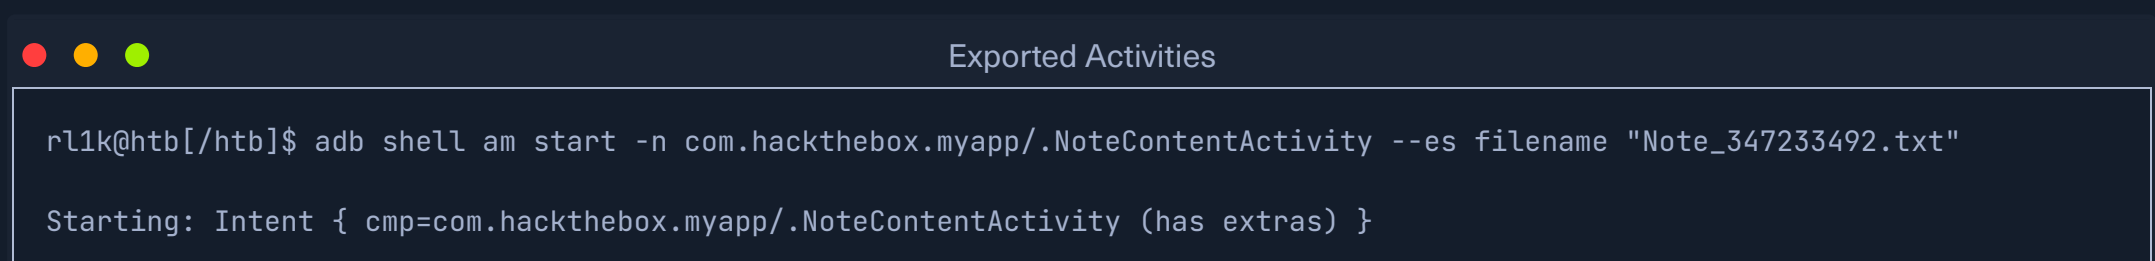 Exported Activities
rl1k@htb[/htb]$ adb shell am start -n com.hackthebox.myapp/.NoteContentActivity --es filename "Note_347233492.txt"
Starting: Intent { cmp=com.hackthebox.myapp/.NoteContentActivity (has extras) }